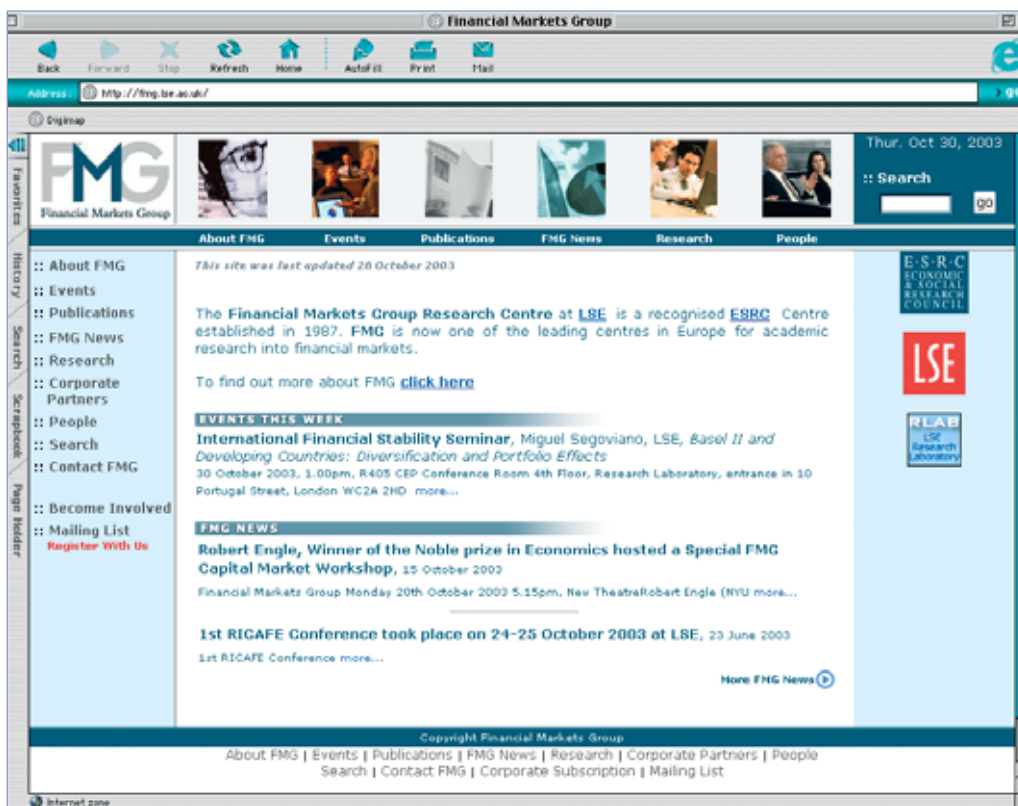 Financial Markets Group
Back Forward Stop Refresh Home AutoFill Print Mail
Address: http://fmg.lse.ac.uk/ go
Digimap
Favorites
History
Search
Scrapbook
Page Holder
FMG
Financial Markets Group
Thur. Oct 30, 2003
:: Search
go
About FMG Events Publications FMG News Research People
:: About FMG
:: Events
:: Publications
:: FMG News
:: Research
:: Corporate
Partners
:: People
:: Search
:: Contact FMG
:: Become Involved
:: Mailing List
Register With Us
This site was last updated 28 October 2003
The Financial Markets Group Research Centre at LSE is a recognised ESRC Centre
established in 1987. FMG is now one of the leading centres in Europe for academic
research into financial markets.
To find out more about FMG click here
EVENTS THIS WEEK
International Financial Stability Seminar, Miguel Segoviano, LSE, Basel II and
Developing Countries: Diversification and Portfolio Effects
30 October 2003, 1.00pm, R405 CEP Conference Room 4th Floor, Research Laboratory, entrance in 10
Portugal Street, London WC2A 2HD more...
FMG NEWS
Robert Engle, Winner of the Noble prize in Economics hosted a Special FMG
Capital Market Workshop, 15 October 2003
Financial Markets Group Monday 20th October 2003 5.15pm, New TheatreRobert Engle (NYU more...
1st RICAFE Conference took place on 24-25 October 2003 at LSE, 23 June 2003
1st RICAFE Conference more...
More FMG News
E·S·R·C
ECONOMIC
& SOCIAL
RESEARCH
COUNCIL
LSE
RLAB
LSE
Research
Laboratory
Copyright Financial Markets Group
About FMG | Events | Publications | FMG News | Research | Corporate Partners | People
Search | Contact FMG | Corporate Subscription | Mailing List
Internet zone